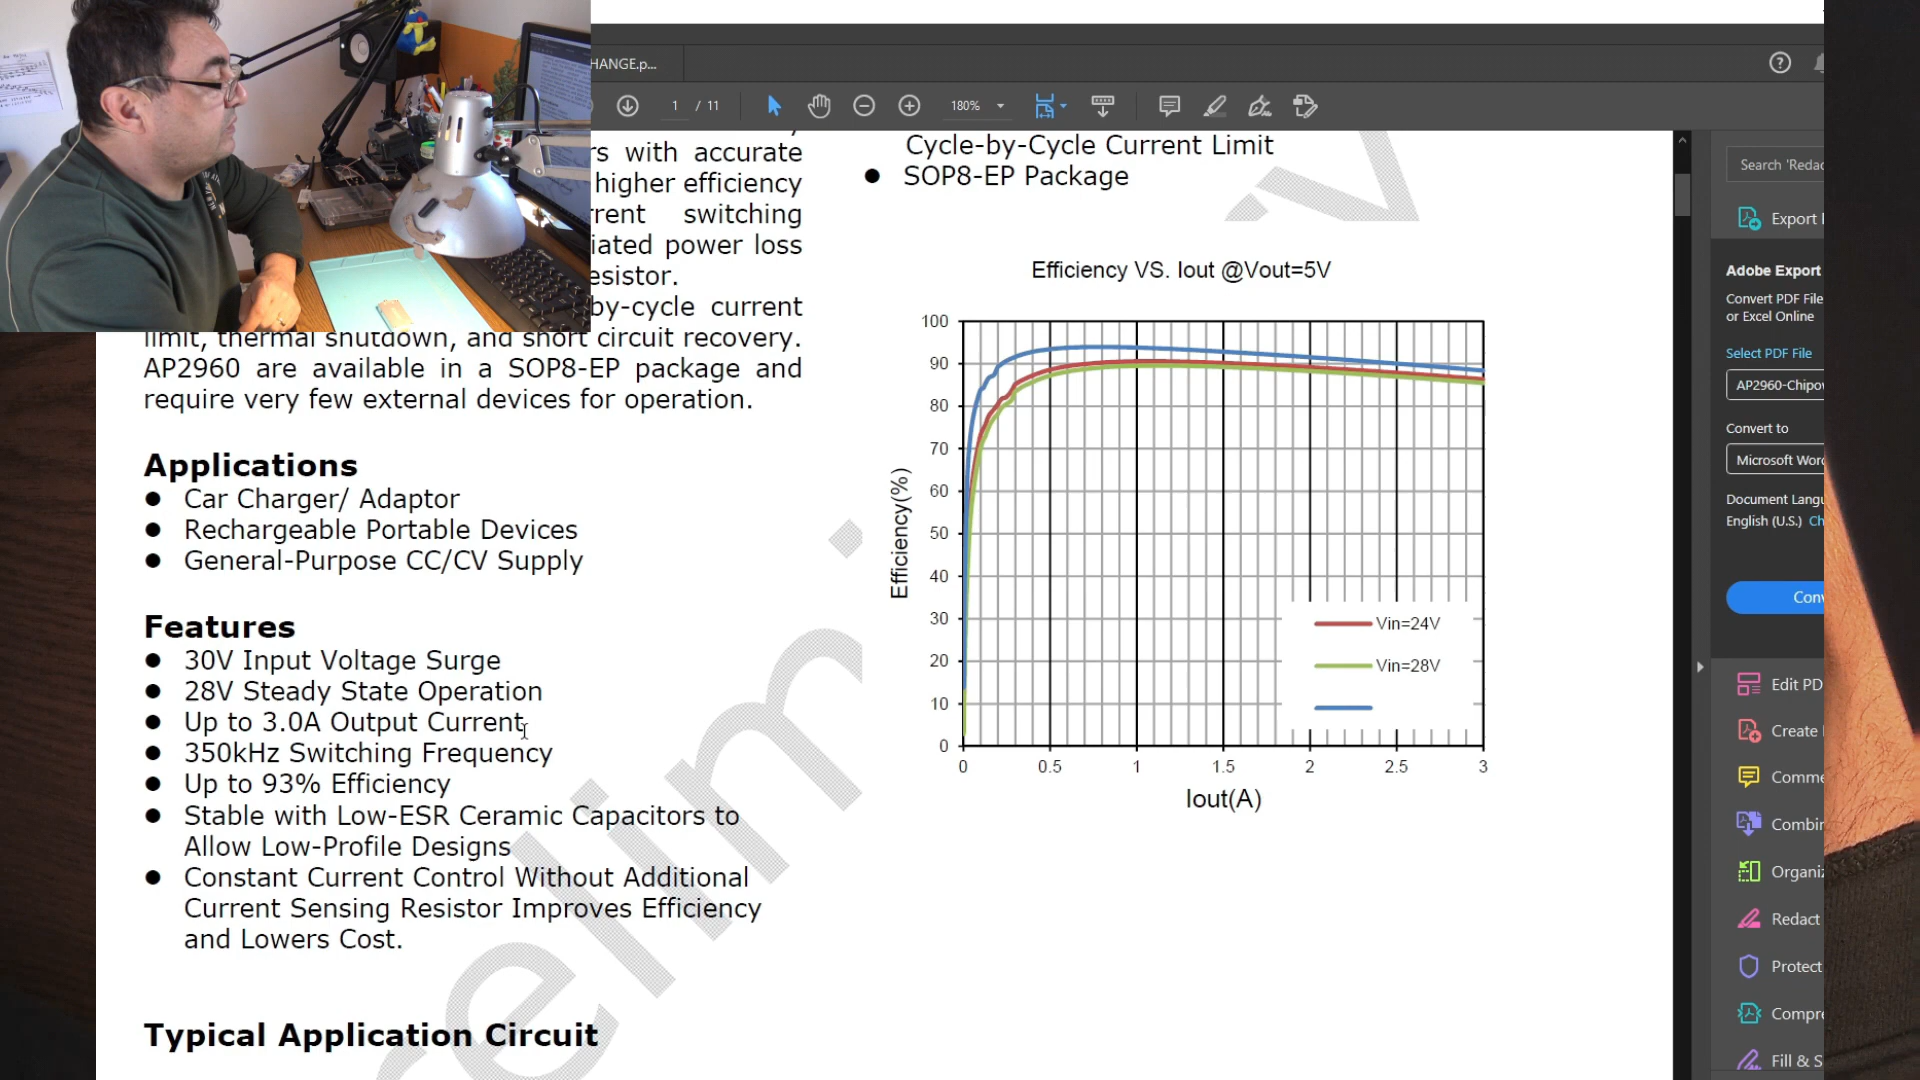 HANGE.p...
1 / 11
180%
rs with accurate
higher efficiency
rrent switching
iated power loss
esistor.
by-cycle current
limit, thermal shutdown, and short circuit recovery.
AP2960 are available in a SOP8-EP package and
require very few external devices for operation.
Applications
● Car Charger/ Adaptor
● Rechargeable Portable Devices
● General-Purpose CC/CV Supply
Features
● 30V Input Voltage Surge
● 28V Steady State Operation
● Up to 3.0A Output Current
● 350kHz Switching Frequency
● Up to 93% Efficiency
● Stable with Low-ESR Ceramic Capacitors to
Allow Low-Profile Designs
● Constant Current Control Without Additional
Current Sensing Resistor Improves Efficiency
and Lowers Cost.
Typical Application Circuit
Cycle-by-Cycle Current Limit
● SOP8-EP Package
Efficiency VS. Iout @Vout=5V
Efficiency(%)
100
90
80
70
60
50
40
30
20
10
0
0 0.5 1 1.5 2 2.5 3
Iout(A)
Vin=24V
Vin=28V
elimi
Search 'Redac
Export
Adobe Export
Convert PDF File
or Excel Online
Select PDF File
AP2960-Chipow
Convert to
Microsoft Word
Document Langu
English (U.S.) Ch
Conv
Edit PD
Create
Comme
Combin
Organiz
Redact
Protect
Compre
Fill & S